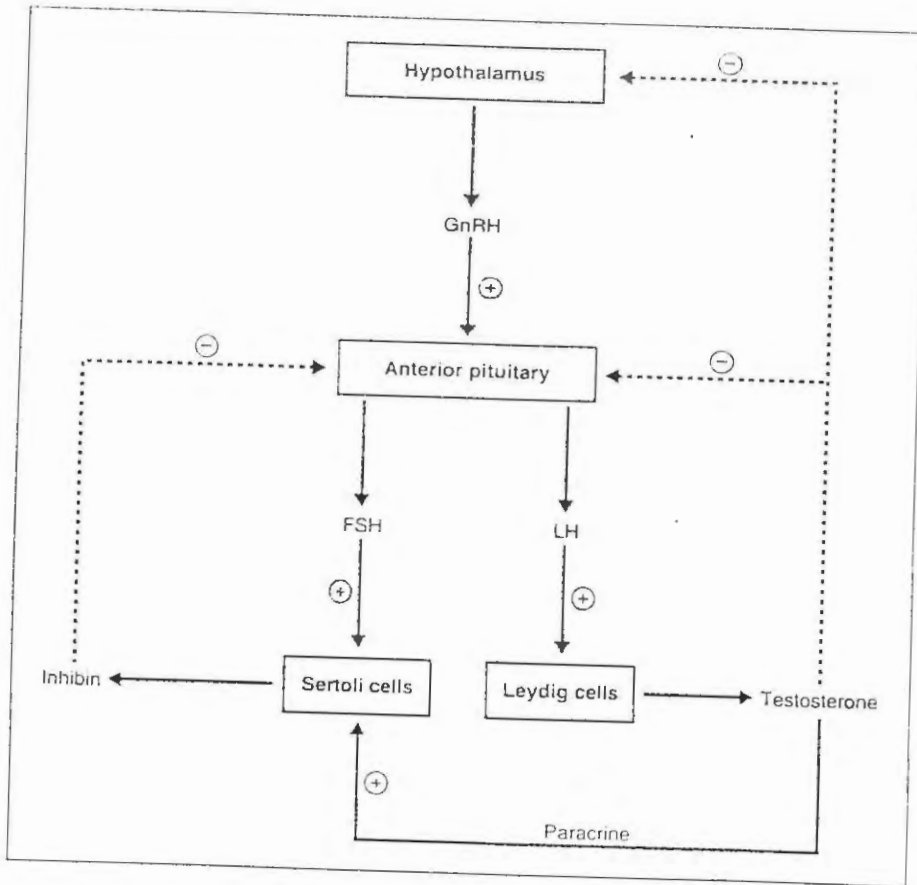 Hypothalamus
−
GnRH
+
−
Anterior pituitary
−
FSH
LH
+
+
Inhibin
Sertoli cells
Leydig cells
Testosterone
+
Paracrine